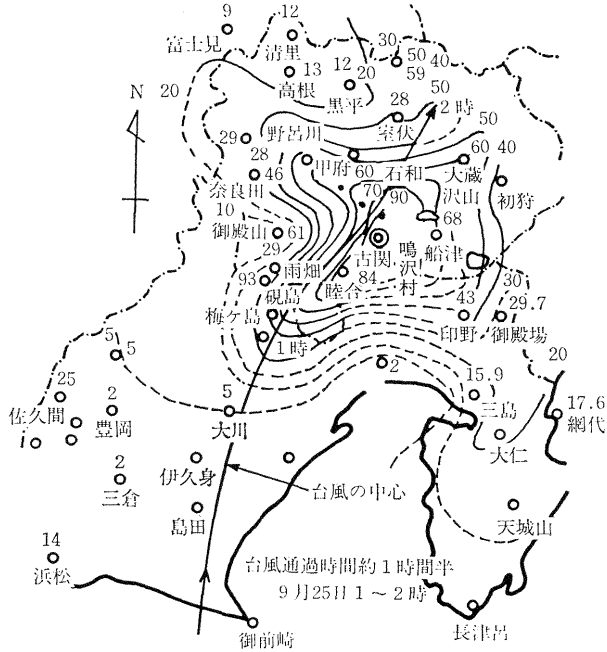 9
12
富士見
清里
30
50
40
59
13
12
20
高根
黒平
50
N
20
28
2時
50
野呂川
室伏
29
甲府
60
石和
大蔵
60
40
28
46
70
90
沢山
初狩
奈良田
10
御殿山
61
68
古関
鳴沢村
船津
29
雨畑
84
93
硯島
睦合
30
43
29.7
梅ヶ島
印野
御殿場
1時
5
5
2
20
25
2
5
15.9
三島
17.6
佐久間
豊岡
大川
網代
大仁
2
伊久身
三倉
台風の中心
島田
天城山
14
浜松
台風通過時間約1時間半
9月25日1～2時
御前崎
長津呂